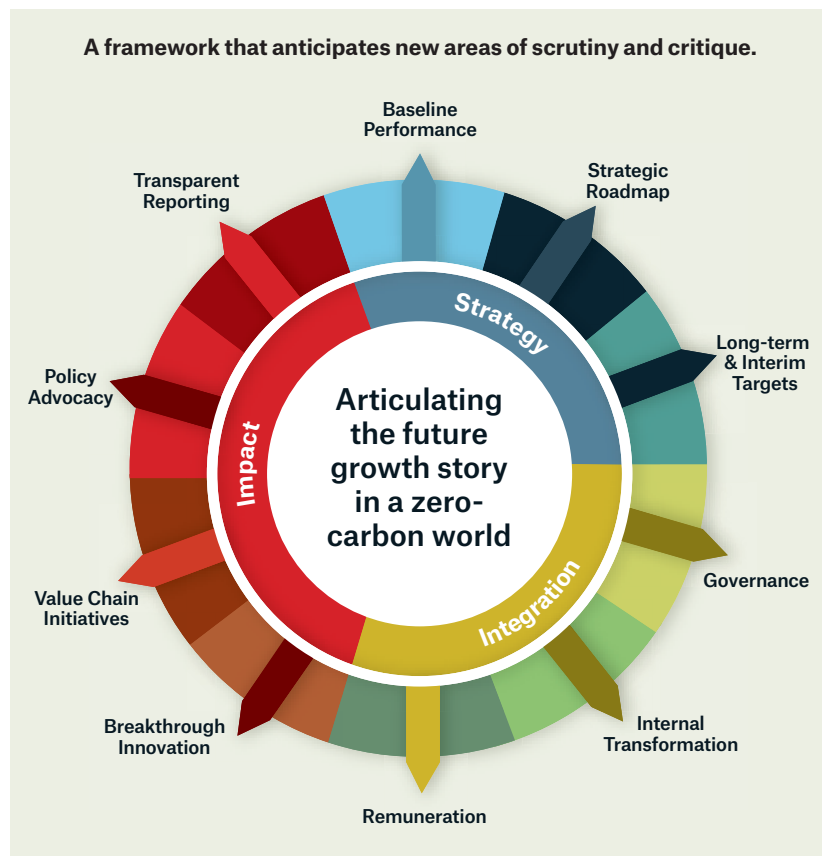 A framework that anticipates new areas of scrutiny and critique.
Baseline
Performance
Strategic
Roadmap
Long-term
& Interim
Targets
Governance
Internal
Transformation
Remuneration
Breakthrough
Innovation
Value Chain
Initiatives
Policy
Advocacy
Transparent
Reporting
Strategy
Integration
Impact
Articulating
the future
growth story
in a zero-
carbon world